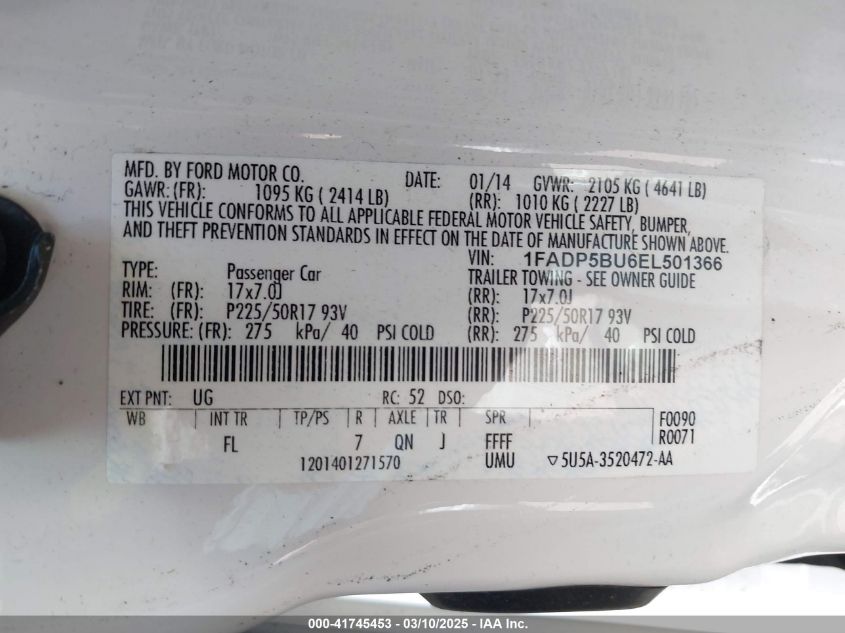 MFD. BY FORD MOTOR CO. DATE: 01/14 GVWR: 2105 KG ( 4641 LB)
GAWR: (FR): 1095 KG ( 2414 LB) (RR): 1010 KG ( 2227 LB)
THIS VEHICLE CONFORMS TO ALL APPLICABLE FEDERAL MOTOR VEHICLE SAFETY, BUMPER,
AND THEFT PREVENTION STANDARDS IN EFFECT ON THE DATE OF MANUFACTURE SHOWN ABOVE.
VIN: 1FADP5BU6EL501366
TYPE: Passenger Car TRAILER TOWING - SEE OWNER GUIDE
RIM: (FR): 17x7.0J (RR): 17x7.0J
TIRE: (FR): P225/50R17 93V (RR): P225/50R17 93V
PRESSURE: (FR): 275 kPa/ 40 PSI COLD (RR): 275 kPa/ 40 PSI COLD
EXT PNT: UG RC: 52 DSO:
WB INT TR TP/PS R AXLE TR SPR F0090
FL 7 QN J FFFF R0071
1201401271570 UMU ▽5U5A-3520472-AA
000-41745453 - 03/10/2025 - IAA Inc.